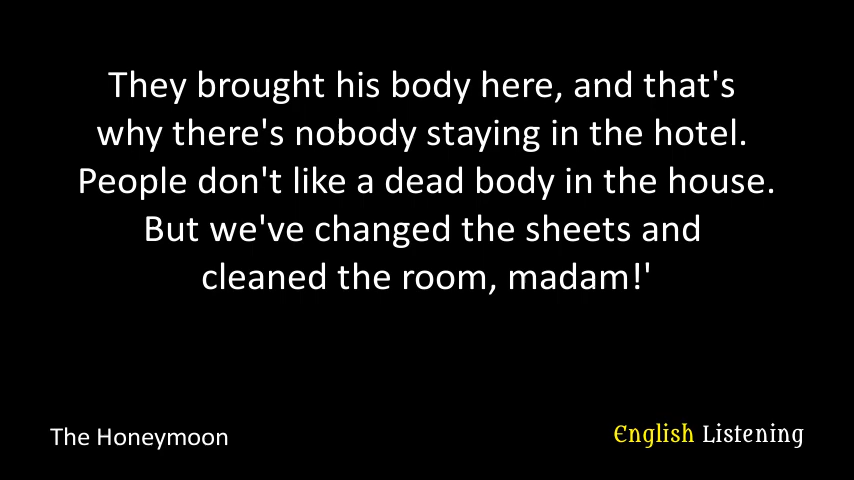 They brought his body here, and that's
why there's nobody staying in the hotel.
People don't like a dead body in the house.
But we've changed the sheets and
cleaned the room, madam!'
The Honeymoon
English Listening